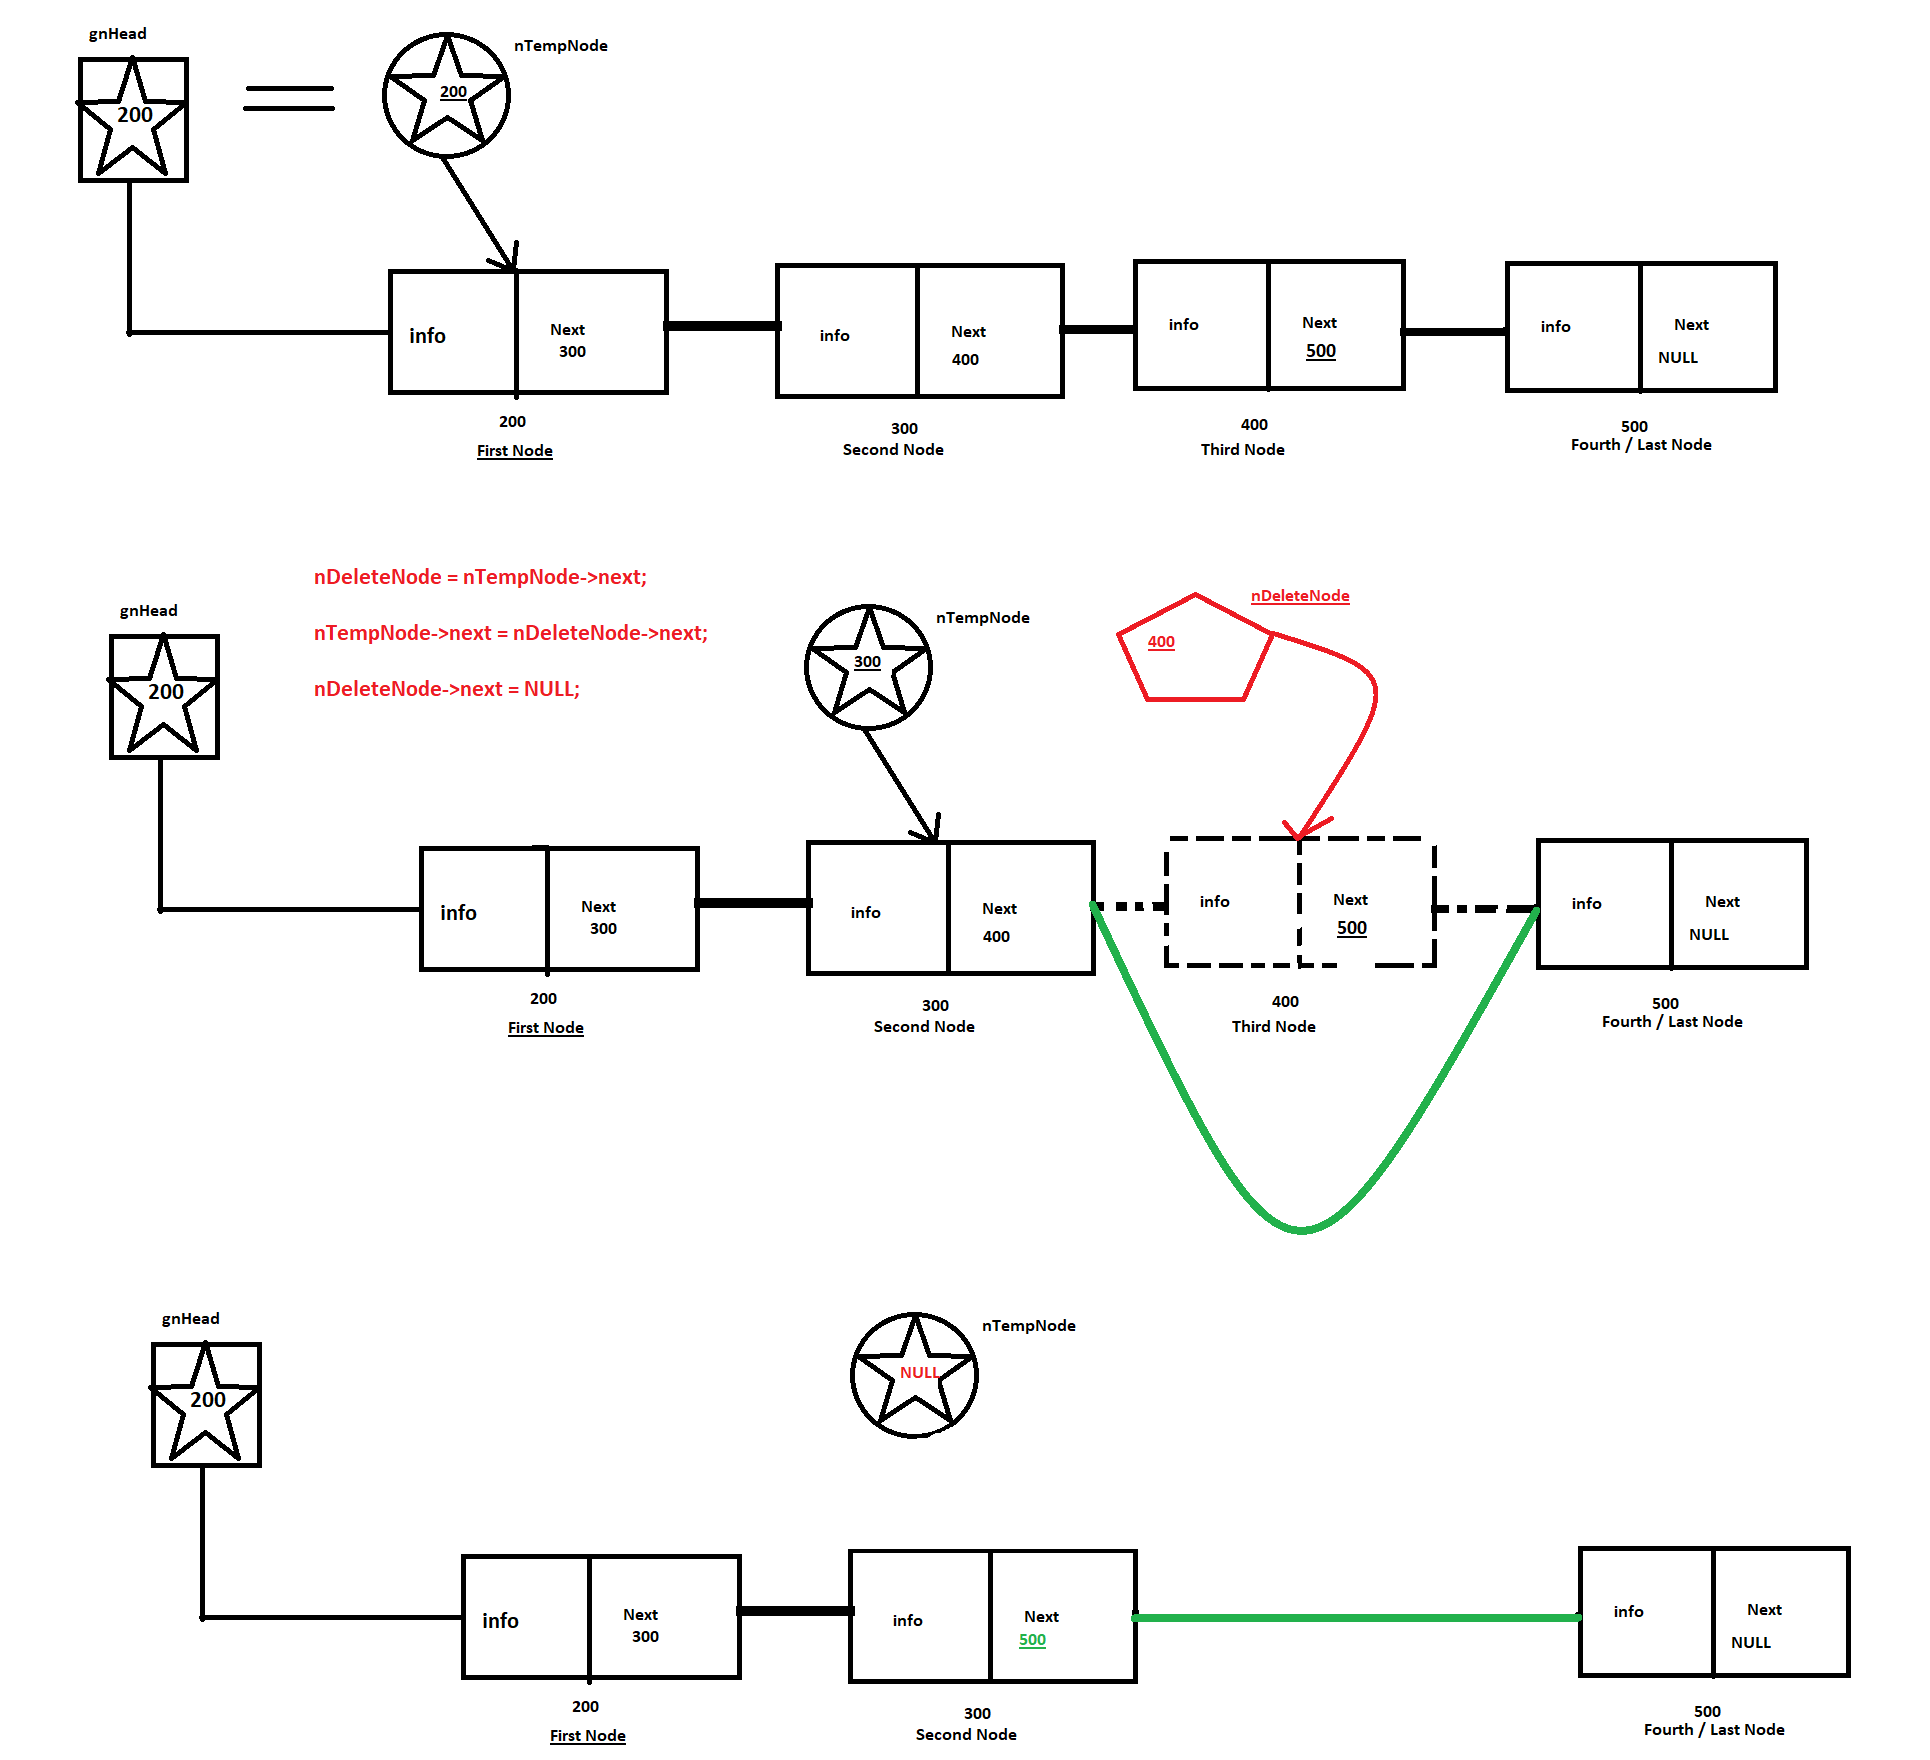 gnHead
nTempNode
200
200
info
Next
300
info
Next
400
info
Next
500
info
Next
NULL
200
First Node
300
Second Node
400
Third Node
500
Fourth / Last Node
nDeleteNode = nTempNode->next;
nTempNode->next = nDeleteNode->next;
nDeleteNode->next = NULL;
gnHead
200
nTempNode
300
nDeleteNode
400
info
Next
300
info
Next
400
info
Next
500
info
Next
NULL
200
First Node
300
Second Node
400
Third Node
500
Fourth / Last Node
gnHead
200
nTempNode
NULL
info
Next
300
info
Next
500
info
Next
NULL
200
First Node
300
Second Node
500
Fourth / Last Node